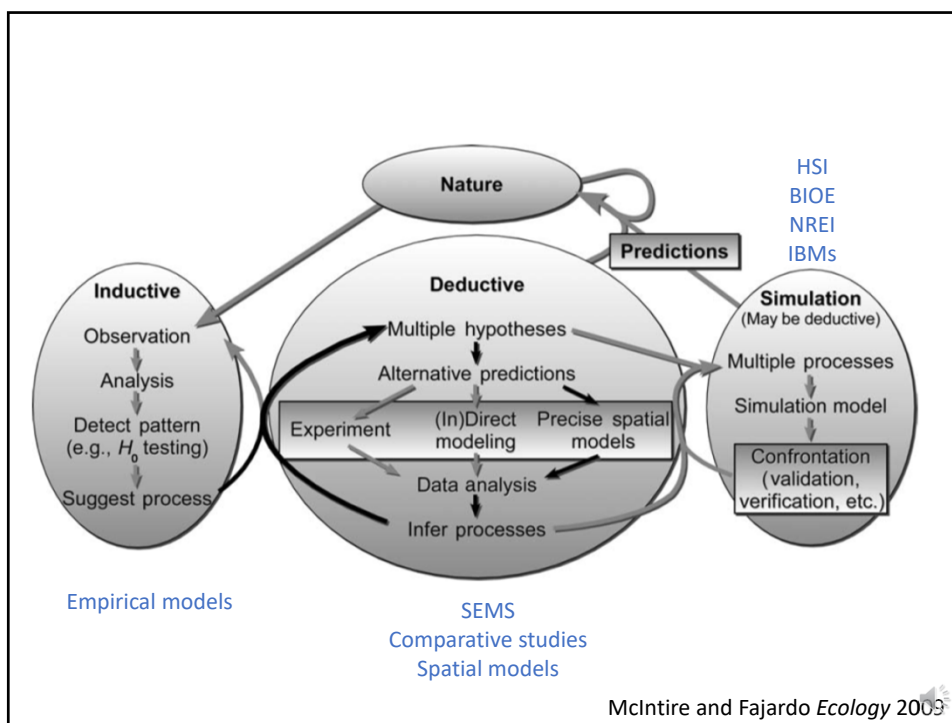 Nature
HSI
BIOE
NREI
IBMs
Predictions
Inductive
Observation
Analysis
Detect pattern
(e.g., H0 testing)
Suggest process
Deductive
Multiple hypotheses
Alternative predictions
Experiment
(In)Direct
modeling
Precise spatial
models
Data analysis
Infer processes
Simulation
(May be deductive)
Multiple processes
Simulation model
Confrontation
(validation,
verification, etc.)
Empirical models
SEMS
Comparative studies
Spatial models
McIntire and Fajardo Ecology 2009